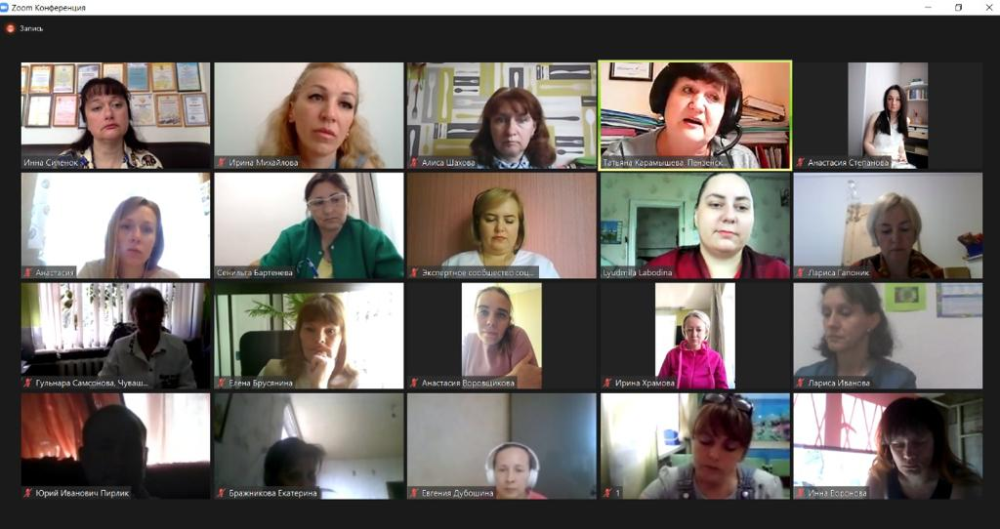 Zoom Конференция
Запись
Инна Силенок
Ирина Михайлова
Алиса Шахова
Татьяна Карамышева. Пензенск...
Анастасия Степанова
Анастасия
Сенильга Бартенева
Экспертное сообщество соц...
Lyudmila Labodina
Лариса Гапоник
Гульнара Самсонова, Чуваш...
Елена Брусянина
Анастасия Воровщикова
Ирина Храмова
Лариса Иванова
Юрий Иванович Пирлик
Бражникова Екатерина
Евгения Дубошина
1
Инна Воронова